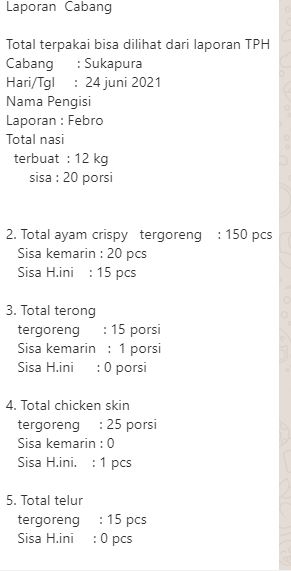 Laporan Cabang
Total terpakai bisa dilihat dari laporan TPH
Cabang : Sukapura
Hari/Tgl : 24 juni 2021
Nama Pengisi
Laporan : Febro
Total nasi
terbuat : 12 kg
sisa : 20 porsi
2. Total ayam crispy tergoreng : 150 pcs
Sisa kemarin : 20 pcs
Sisa H.ini : 15 pcs
3. Total terong
tergoreng : 15 porsi
Sisa kemarin : 1 porsi
Sisa H.ini : 0 porsi
4. Total chicken skin
tergoreng : 25 porsi
Sisa kemarin : 0
Sisa H.ini. : 1 pcs
5. Total telur
tergoreng : 15 pcs
Sisa H.ini : 0 pcs